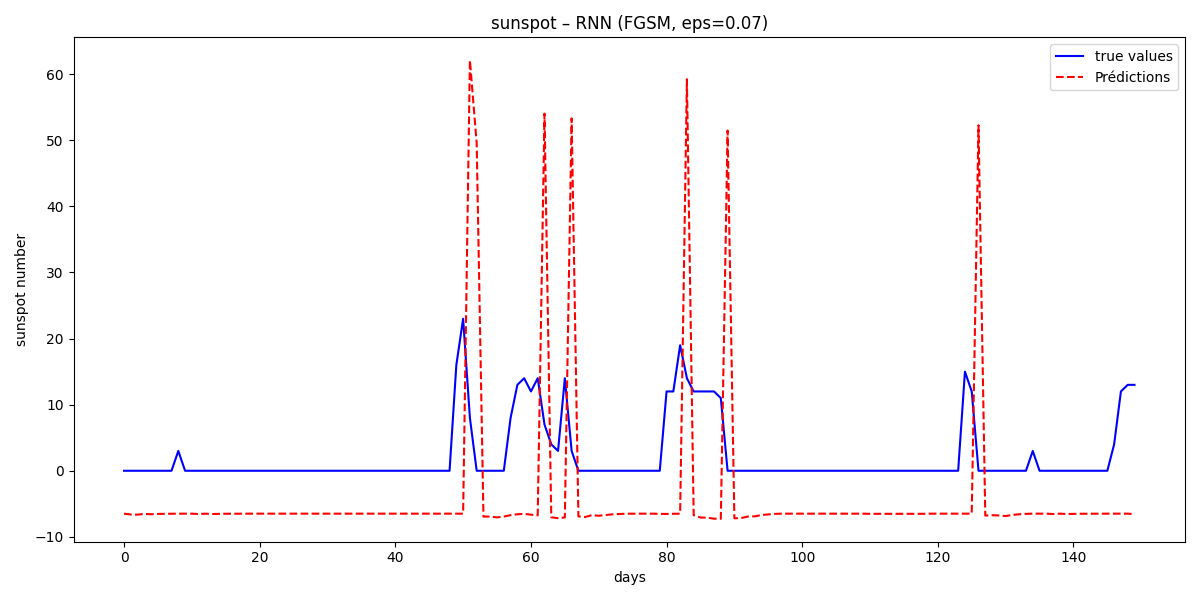 sunspot – RNN (FGSM, eps=0.07)
true values
Prédictions
sunspot number
60
50
40
30
20
10
0
−10
0 20 40 60 80 100 120 140
days